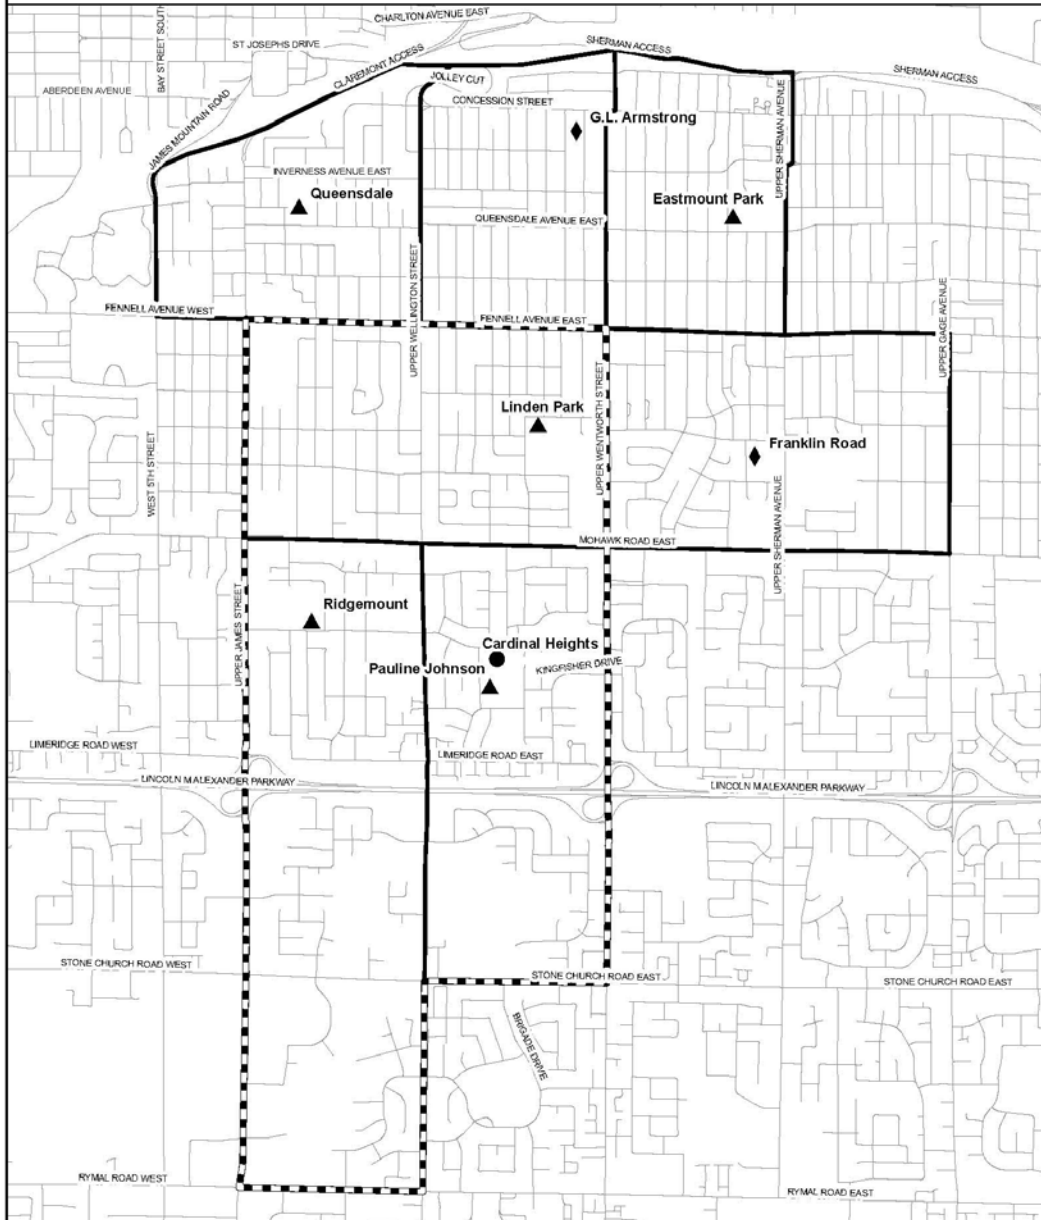 CHARLTON AVENUE EAST
BAY STREET SOUTH
ST JOSEPHS DRIVE
SHERMAN ACCESS
CLAREMONT ACCESS
JOLLEY CUT
SHERMAN ACCESS
ABERDEEN AVENUE
CONCESSION STREET
UPPER SHERMAN AVENUE
JAMES MOUNTAIN ROAD
G.L. Armstrong
INVERNESS AVENUE EAST
Queensdale
Eastmount Park
QUEENSDALE AVENUE EAST
UPPER WELLINGTON STREET
UPPER GAGE AVENUE
FENNELL AVENUE WEST
FENNELL AVENUE EAST
UPPER WENTWORTH STREET
Linden Park
Franklin Road
WEST 5TH STREET
UPPER SHERMAN AVENUE
MOHAWK ROAD EAST
UPPER JAMES STREET
Ridgemount
Cardinal Heights
KINGFISHER DRIVE
Pauline Johnson
LIMERIDGE ROAD WEST
LIMERIDGE ROAD EAST
LINCOLN M ALEXANDER PARKWAY
LINCOLN M ALEXANDER PARKWAY
STONE CHURCH ROAD WEST
STONE CHURCH ROAD EAST
STONE CHURCH ROAD EAST
BRIGADE DRIVE
RYMAL ROAD WEST
RYMAL ROAD EAST